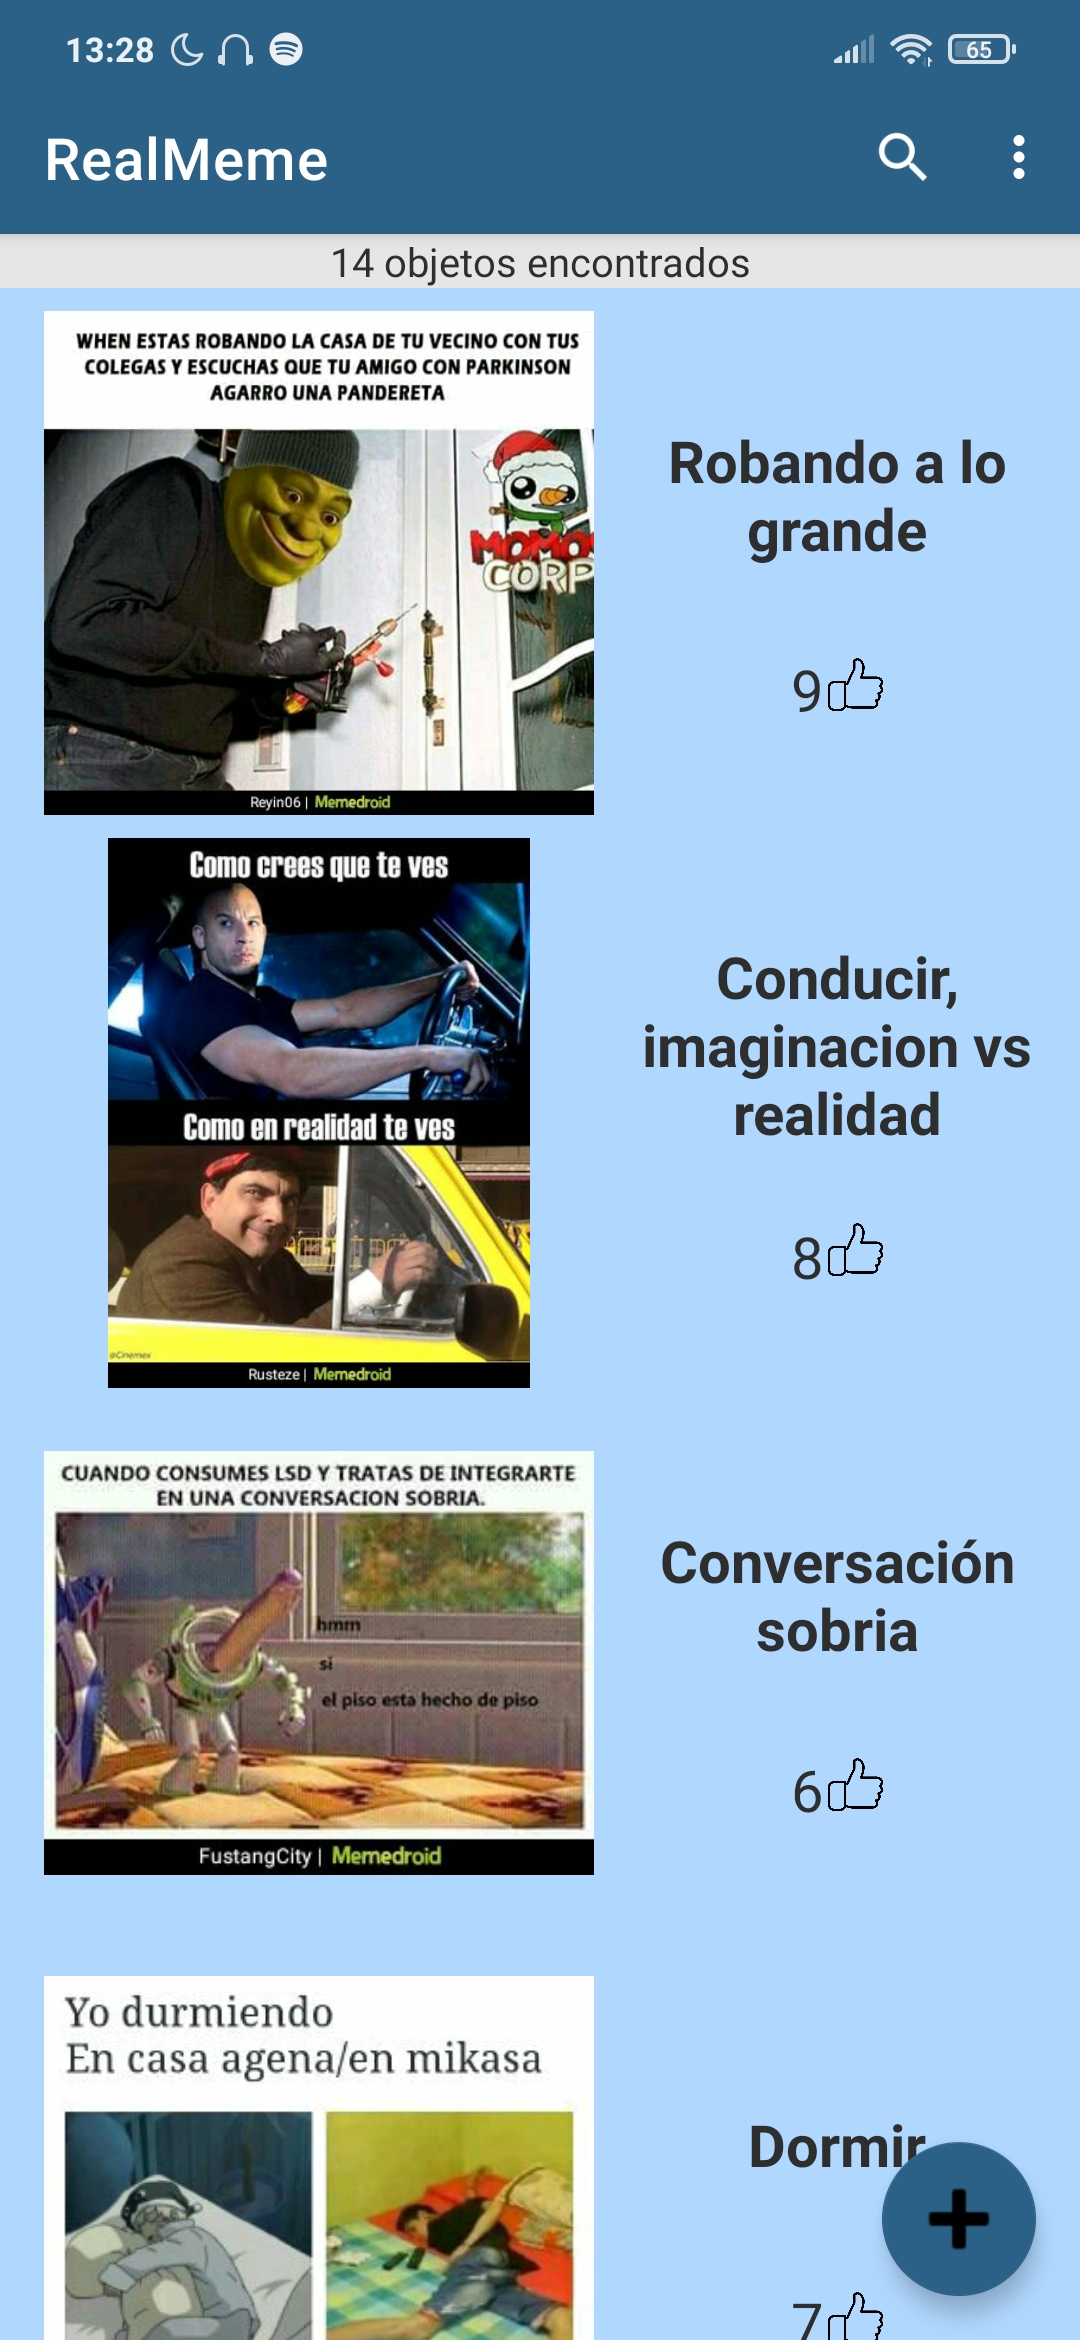 13:28
65
RealMeme
14 objetos encontrados
WHEN ESTAS ROBANDO LA CASA DE TU VECINO CON TUS
COLEGAS Y ESCUCHAS QUE TU AMIGO CON PARKINSON
AGARRO UNA PANDERETA
MOMO
CORP
Reyin06 | Memedroid
Robando a lo
grande
9
Como crees que te ves
Como en realidad te ves
@Cinemex
Rusteze | Memedroid
Conducir,
imaginacion vs
realidad
8
CUANDO CONSUMES LSD Y TRATAS DE INTEGRARTE
EN UNA CONVERSACION SOBRIA.
hmm
si
el piso esta hecho de piso
FustangCity | Memedroid
Conversación
sobria
6
Yo durmiendo
En casa agena/en mikasa
Dormir
7